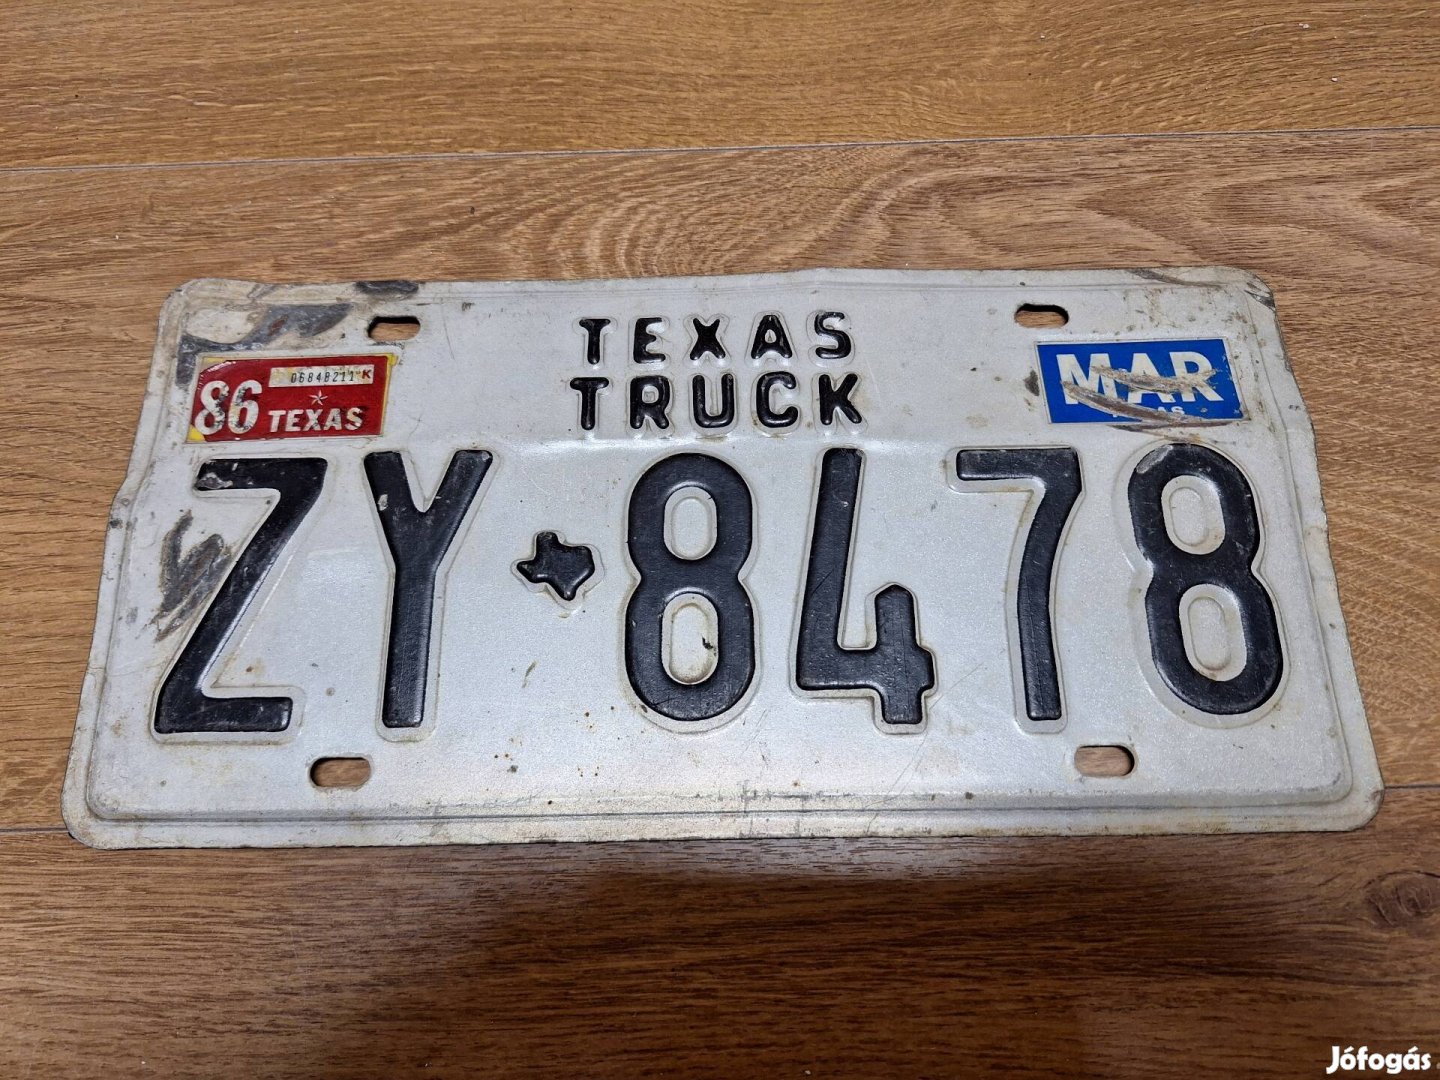 TEXAS
TRUCK
06848211 K
86 TEXAS
MAR
ZY 8478
Jófogás